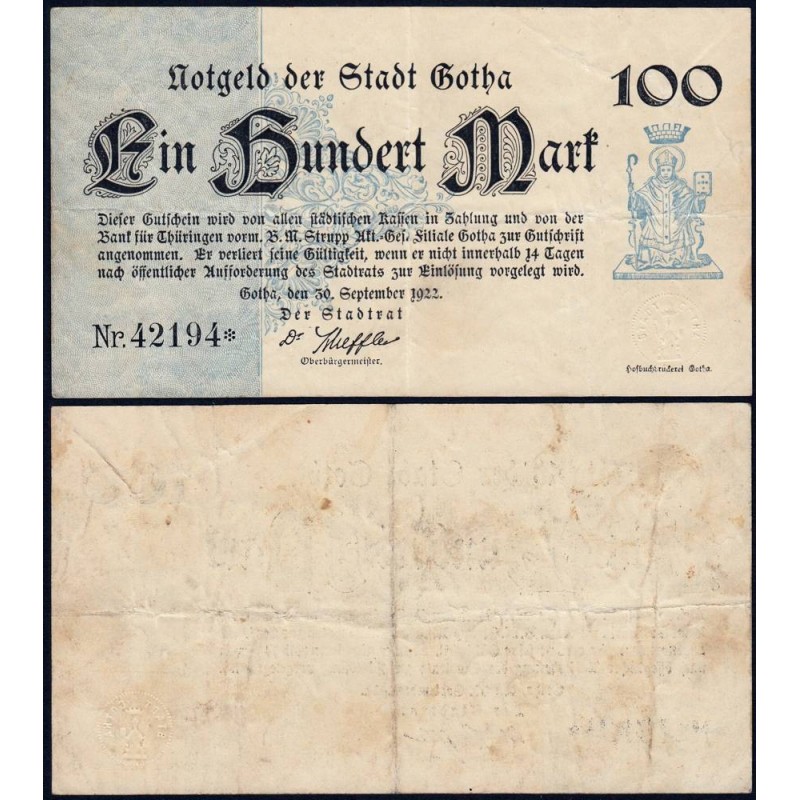 Notgeld der Stadt Gotha
100
Ein Hundert Mark
Dieser Gutschein wird von allen städtischen Kassen in Zahlung und von der
Bank für Thüringen vorm. B. M. Strupp Akt.-Ges. Filiale Gotha zur Gutschrift
angenommen. Er verliert seine Gültigkeit, wenn er nicht innerhalb 14 Tagen
nach öffentlicher Aufforderung des Stadtrats zur Einlösung vorgelegt wird.
Gotha, den 30. September 1922.
Der Stadtrat
Nr. 42194*
Dr
Oberbürgermeister.
Hofbuchdruckerei Gotha.